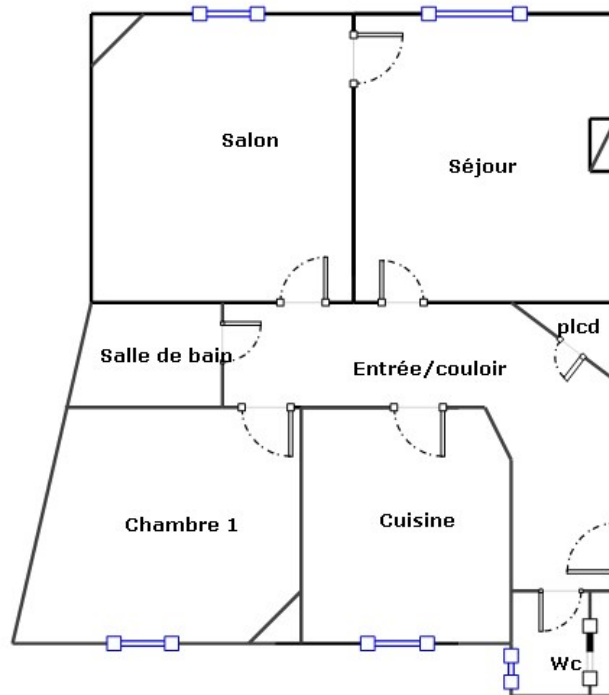 Salon
Séjour
plcd
Salle de bain
Entrée/couloir
Chambre 1
Cuisine
Wc